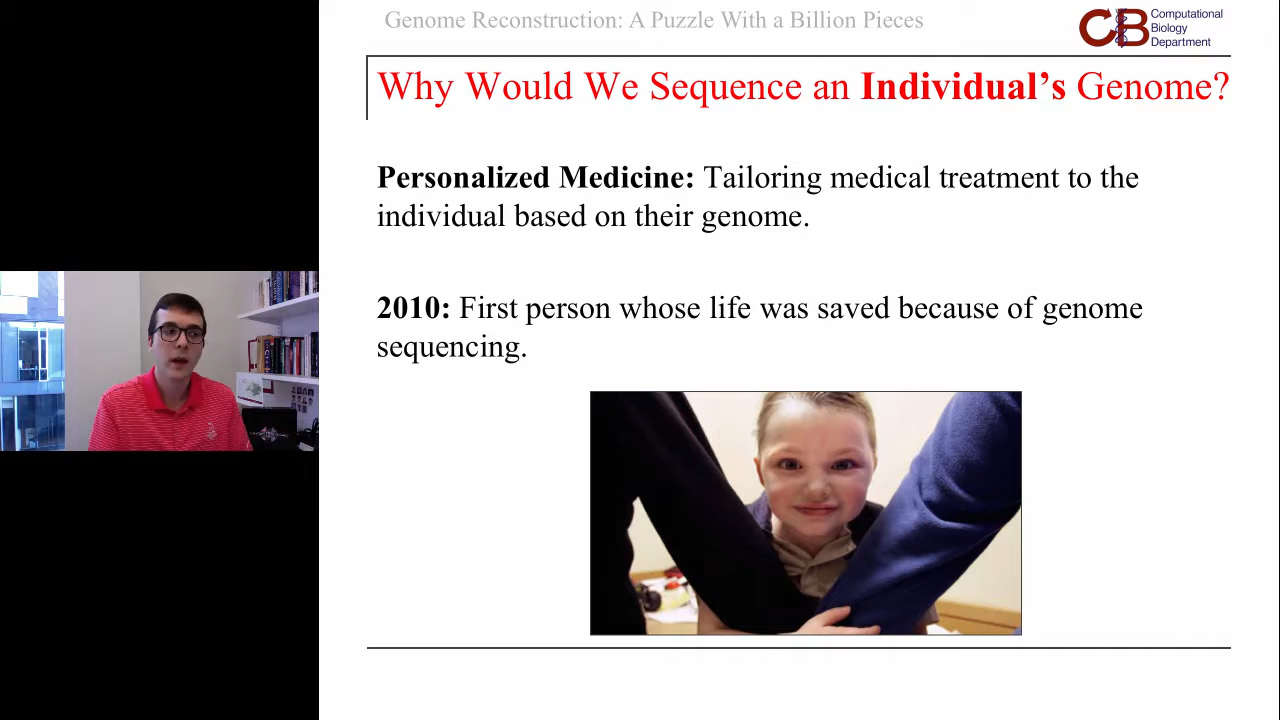 Genome Reconstruction: A Puzzle With a Billion Pieces
CB Computational
Biology
Department
Why Would We Sequence an Individual's Genome?
Personalized Medicine: Tailoring medical treatment to the
individual based on their genome.
2010: First person whose life was saved because of genome
sequencing.